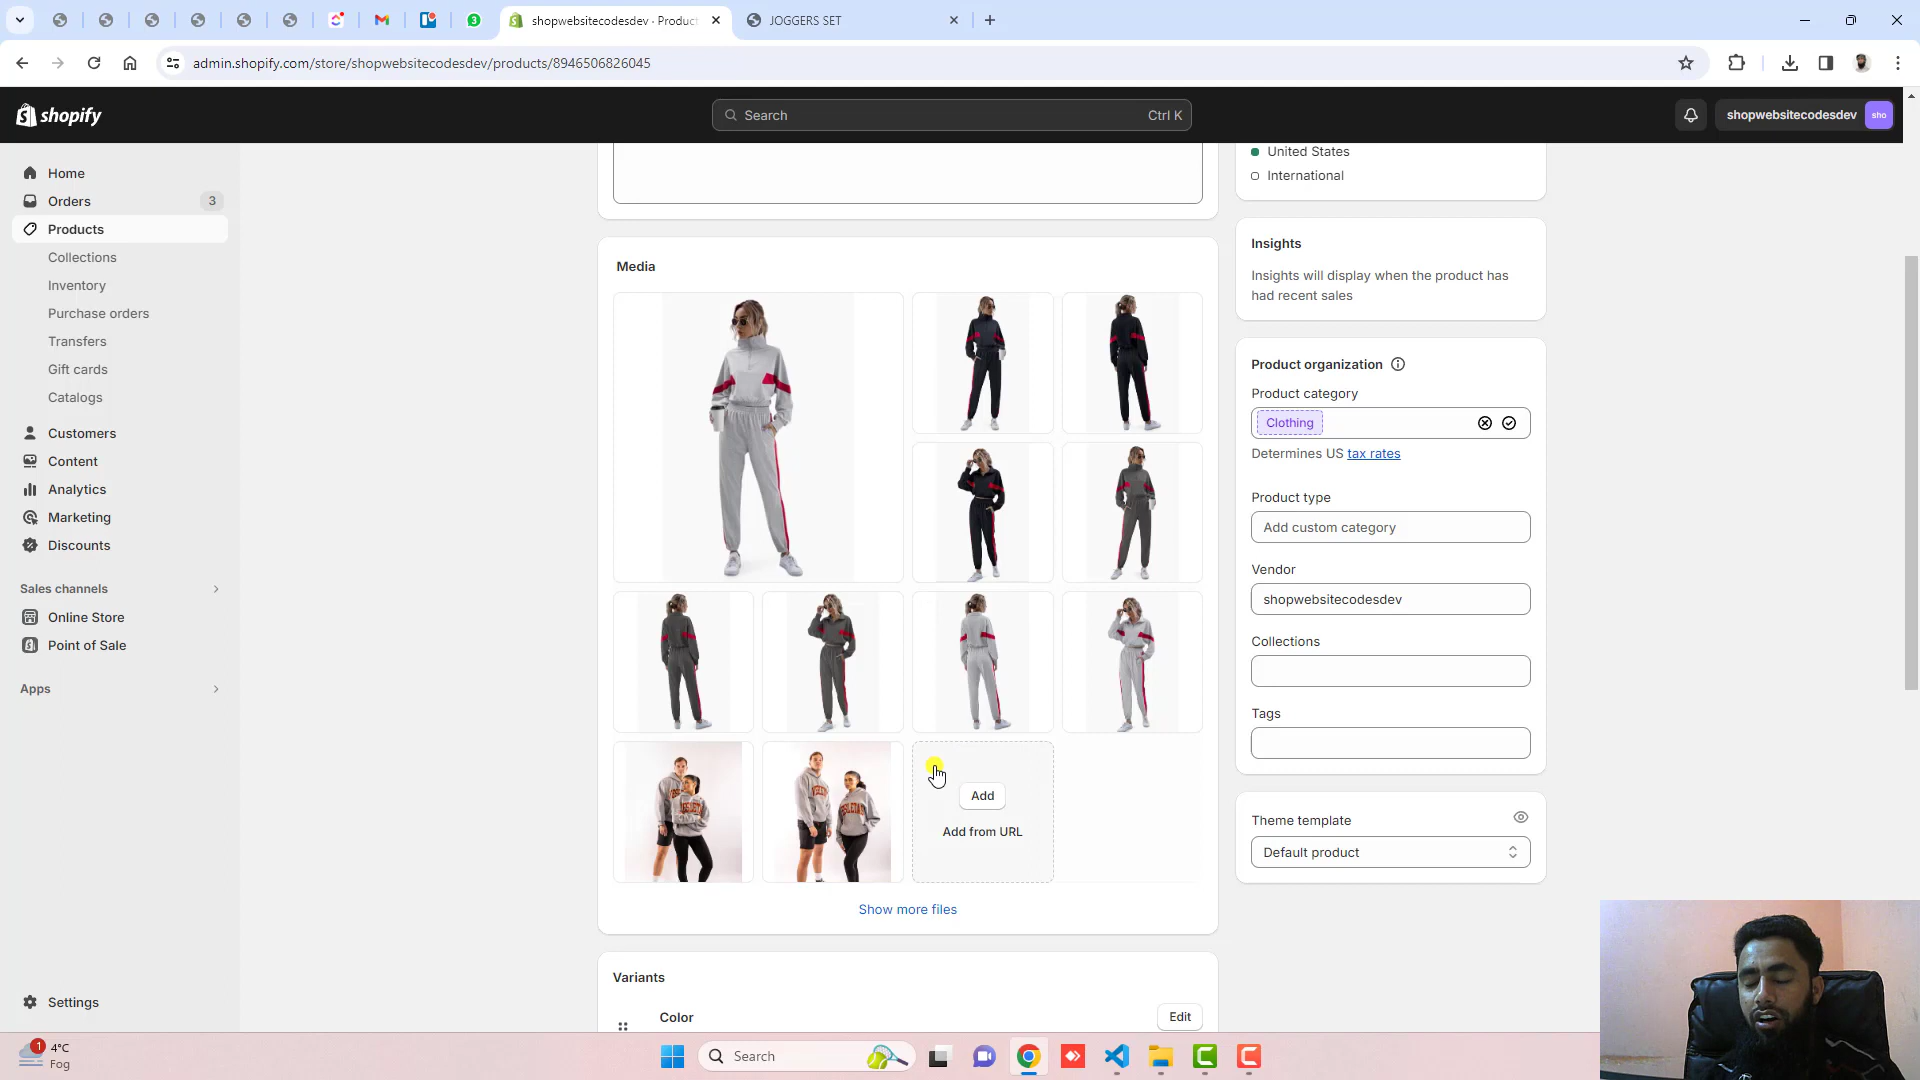 shopwebsitecodesdev · Product
JOGGERS SET
3
admin.shopify.com/store/shopwebsitecodesdev/products/8946506826045
shopify
Search
Ctrl K
shopwebsitecodesdev
sho
Home
Orders
3
Products
Collections
Inventory
Purchase orders
Transfers
Gift cards
Catalogs
Customers
Content
Analytics
Marketing
Discounts
Sales channels
Online Store
Point of Sale
Apps
Settings
Media
Add
Add from URL
Show more files
Variants
Color
Edit
United States
International
Insights
Insights will display when the product has
had recent sales
Product organization
Product category
Clothing
Determines US tax rates
Product type
Add custom category
Vendor
shopwebsitecodesdev
Collections
Tags
Theme template
Default product
1
4°C
Fog
Search